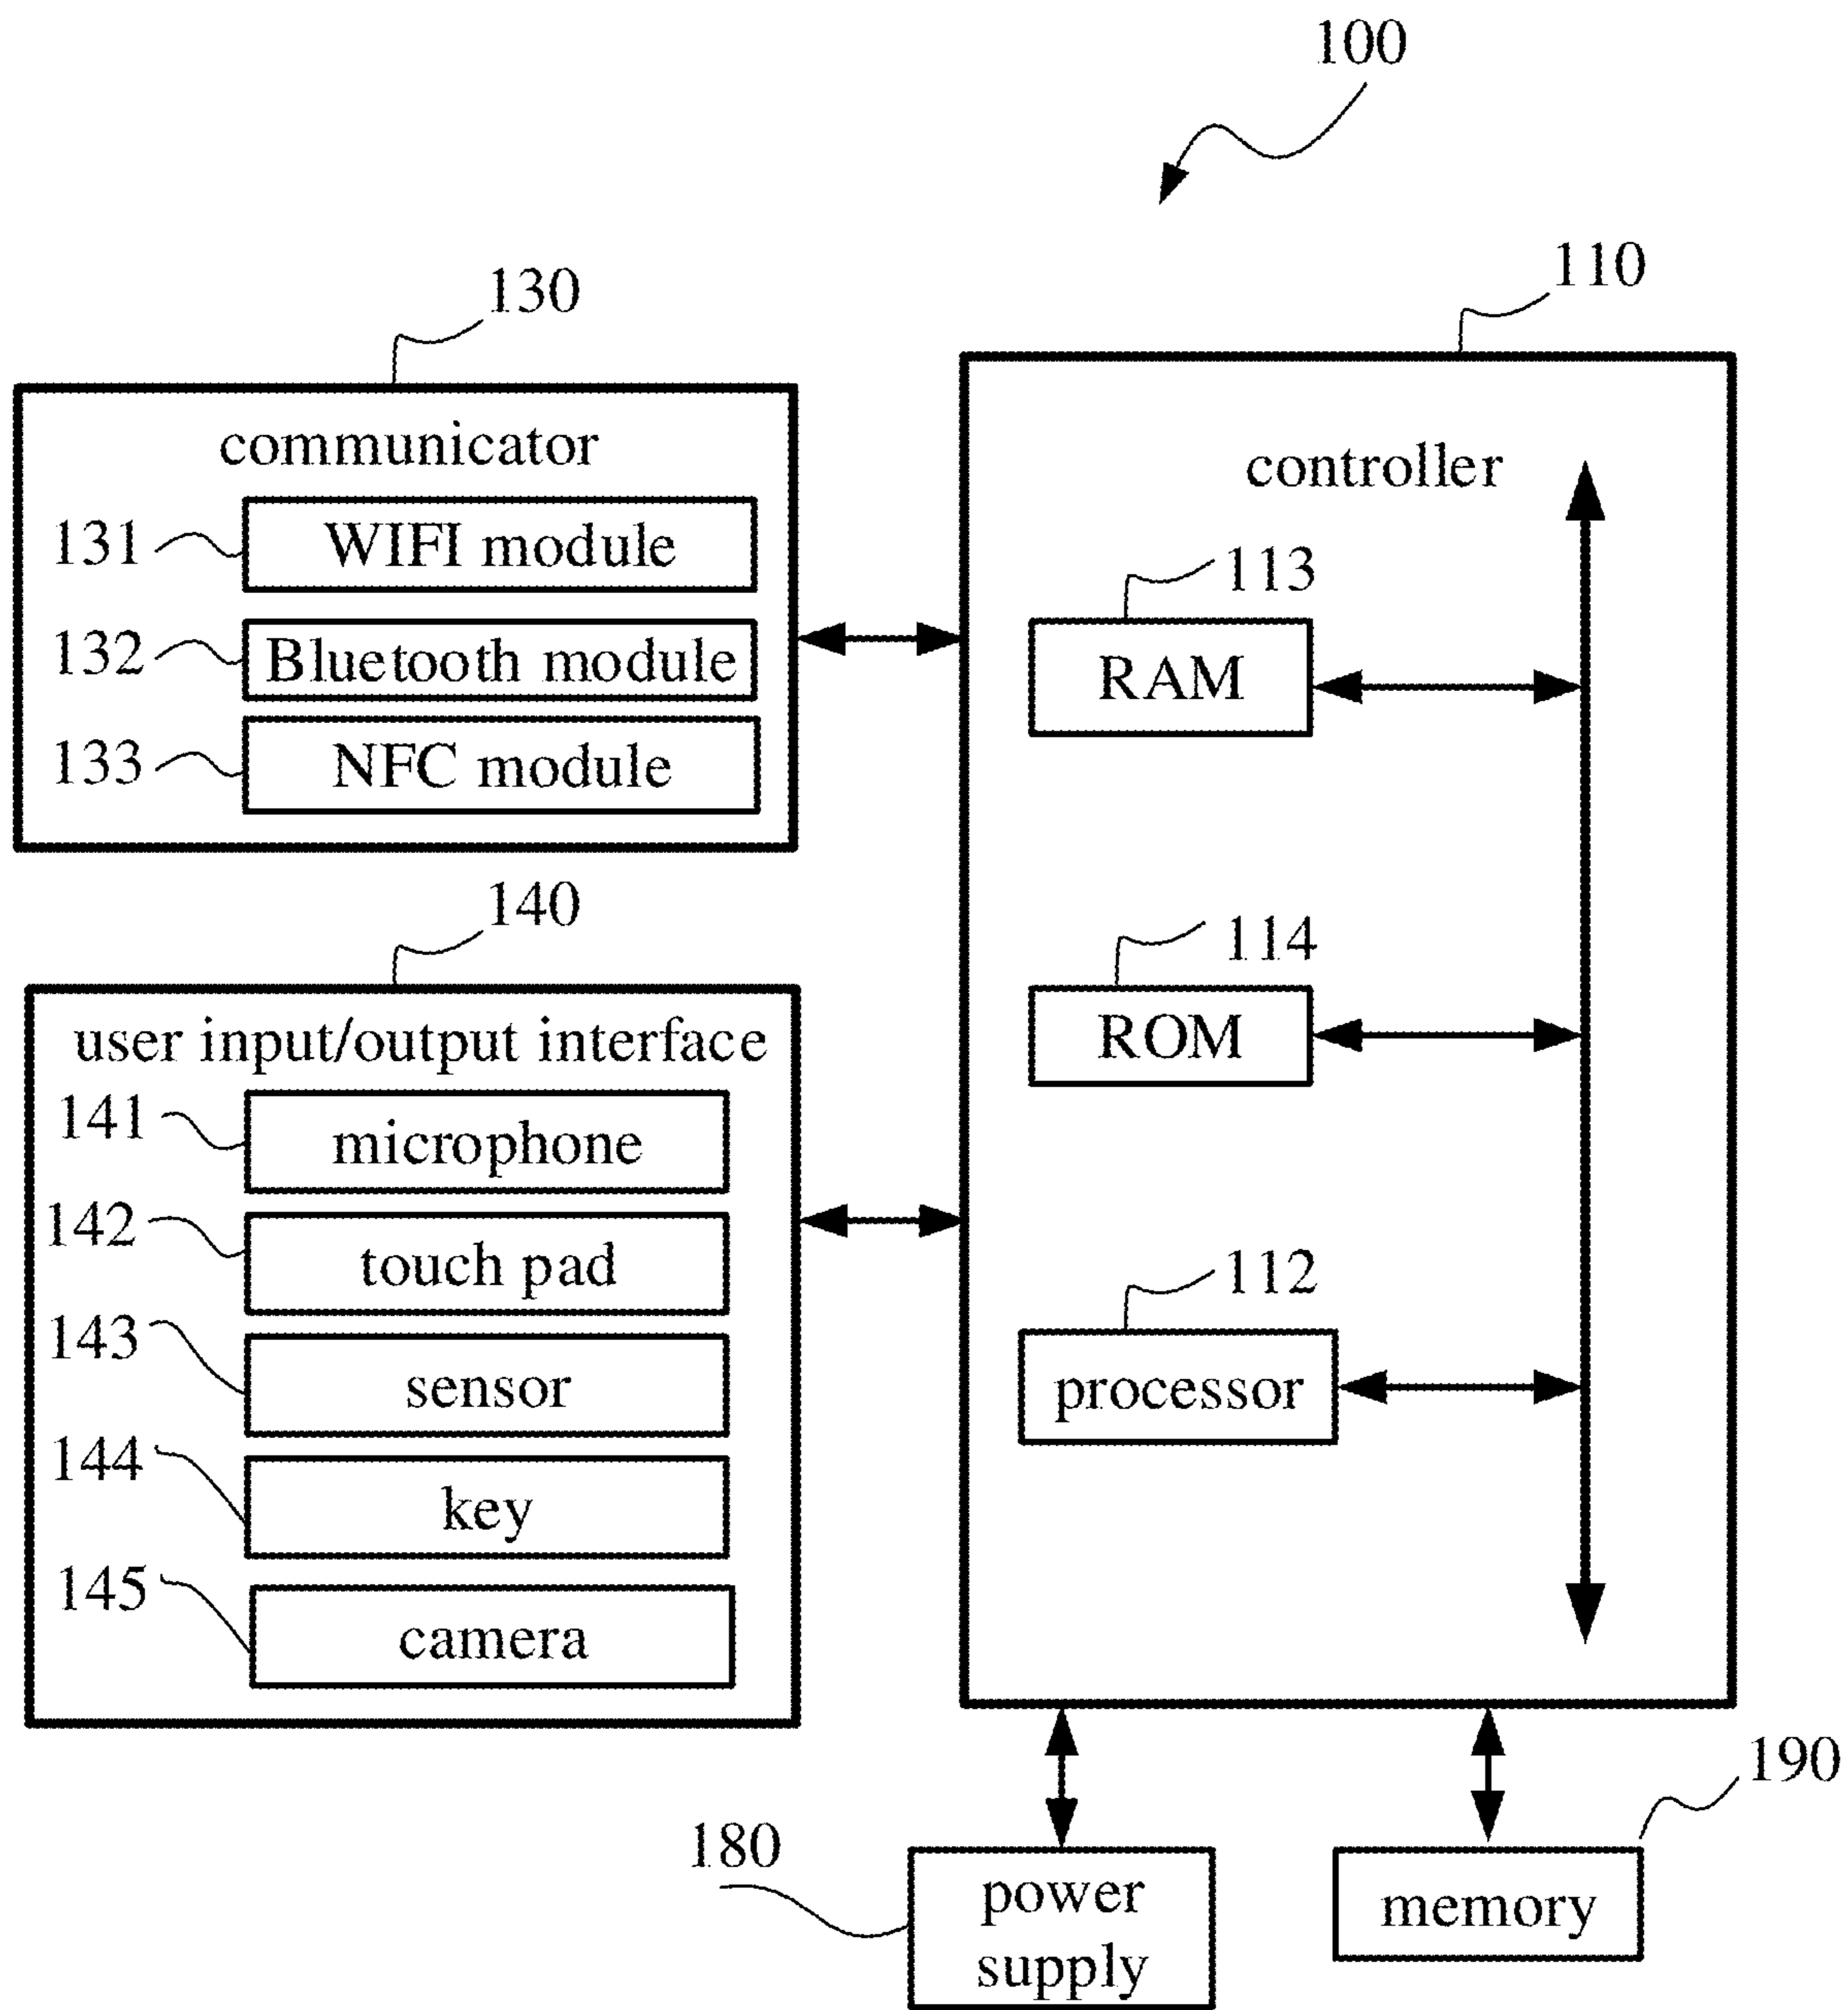 100
130
communicator
131
WIFI module
132
Bluetooth module
133
NFC module
140
user input/output interface
141
microphone
142
touch pad
143
sensor
144
key
145
camera
110
controller
113
RAM
114
ROM
112
processor
180
power
supply
190
memory